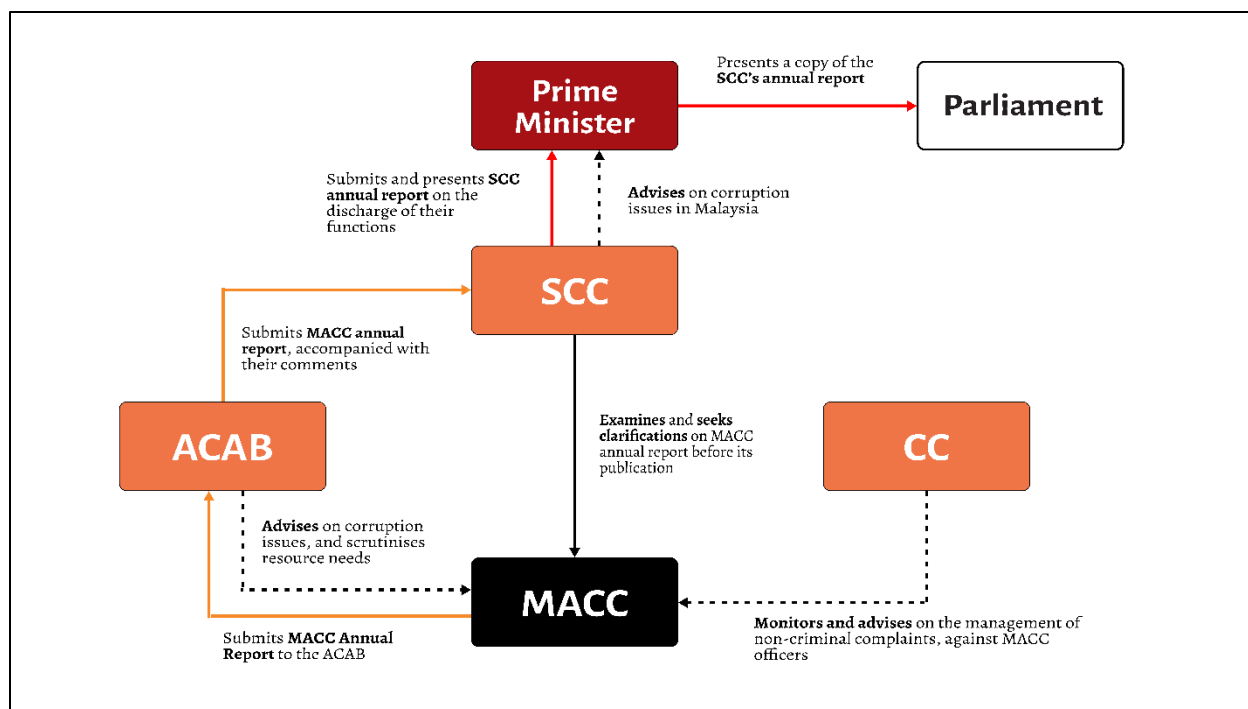 Presents a copy of the
SCC's annual report
Prime
Minister
Parliament
Submits and presents SCC
annual report on the
discharge of their
functions
Advises on corruption
issues in Malaysia
SCC
Submits MACC annual
report, accompanied with
their comments
ACAB
Examines and seeks
clarifications on MACC
annual report before its
publication
CC
Advises on corruption
issues, and scrutinises
resource needs
MACC
Submits MACC Annual
Report to the ACAB
Monitors and advises on the management of
non-criminal complaints, against MACC
officers